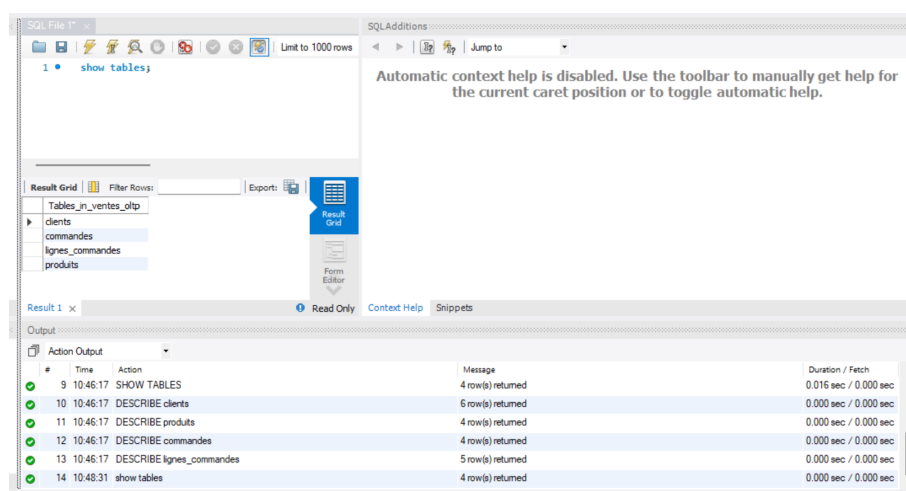 SQL File 1*
SQLAdditions
Limit to 1000 rows
Jump to
1 show tables;
Automatic context help is disabled. Use the toolbar to manually get help for
the current caret position or to toggle automatic help.
Result Grid
Filter Rows:
Export:
Tables_in_ventes_oltp
clients
commandes
lignes_commandes
produits
Result
Grid
Form
Editor
Result 1
Read Only
Context Help
Snippets
Output
Action Output
# Time Action Message Duration / Fetch
9 10:46:17 SHOW TABLES 4 row(s) returned 0.016 sec / 0.000 sec
10 10:46:17 DESCRIBE clients 6 row(s) returned 0.000 sec / 0.000 sec
11 10:46:17 DESCRIBE produits 4 row(s) returned 0.000 sec / 0.000 sec
12 10:46:17 DESCRIBE commandes 4 row(s) returned 0.000 sec / 0.000 sec
13 10:46:17 DESCRIBE lignes_commandes 5 row(s) returned 0.000 sec / 0.000 sec
14 10:48:31 show tables 4 row(s) returned 0.000 sec / 0.000 sec